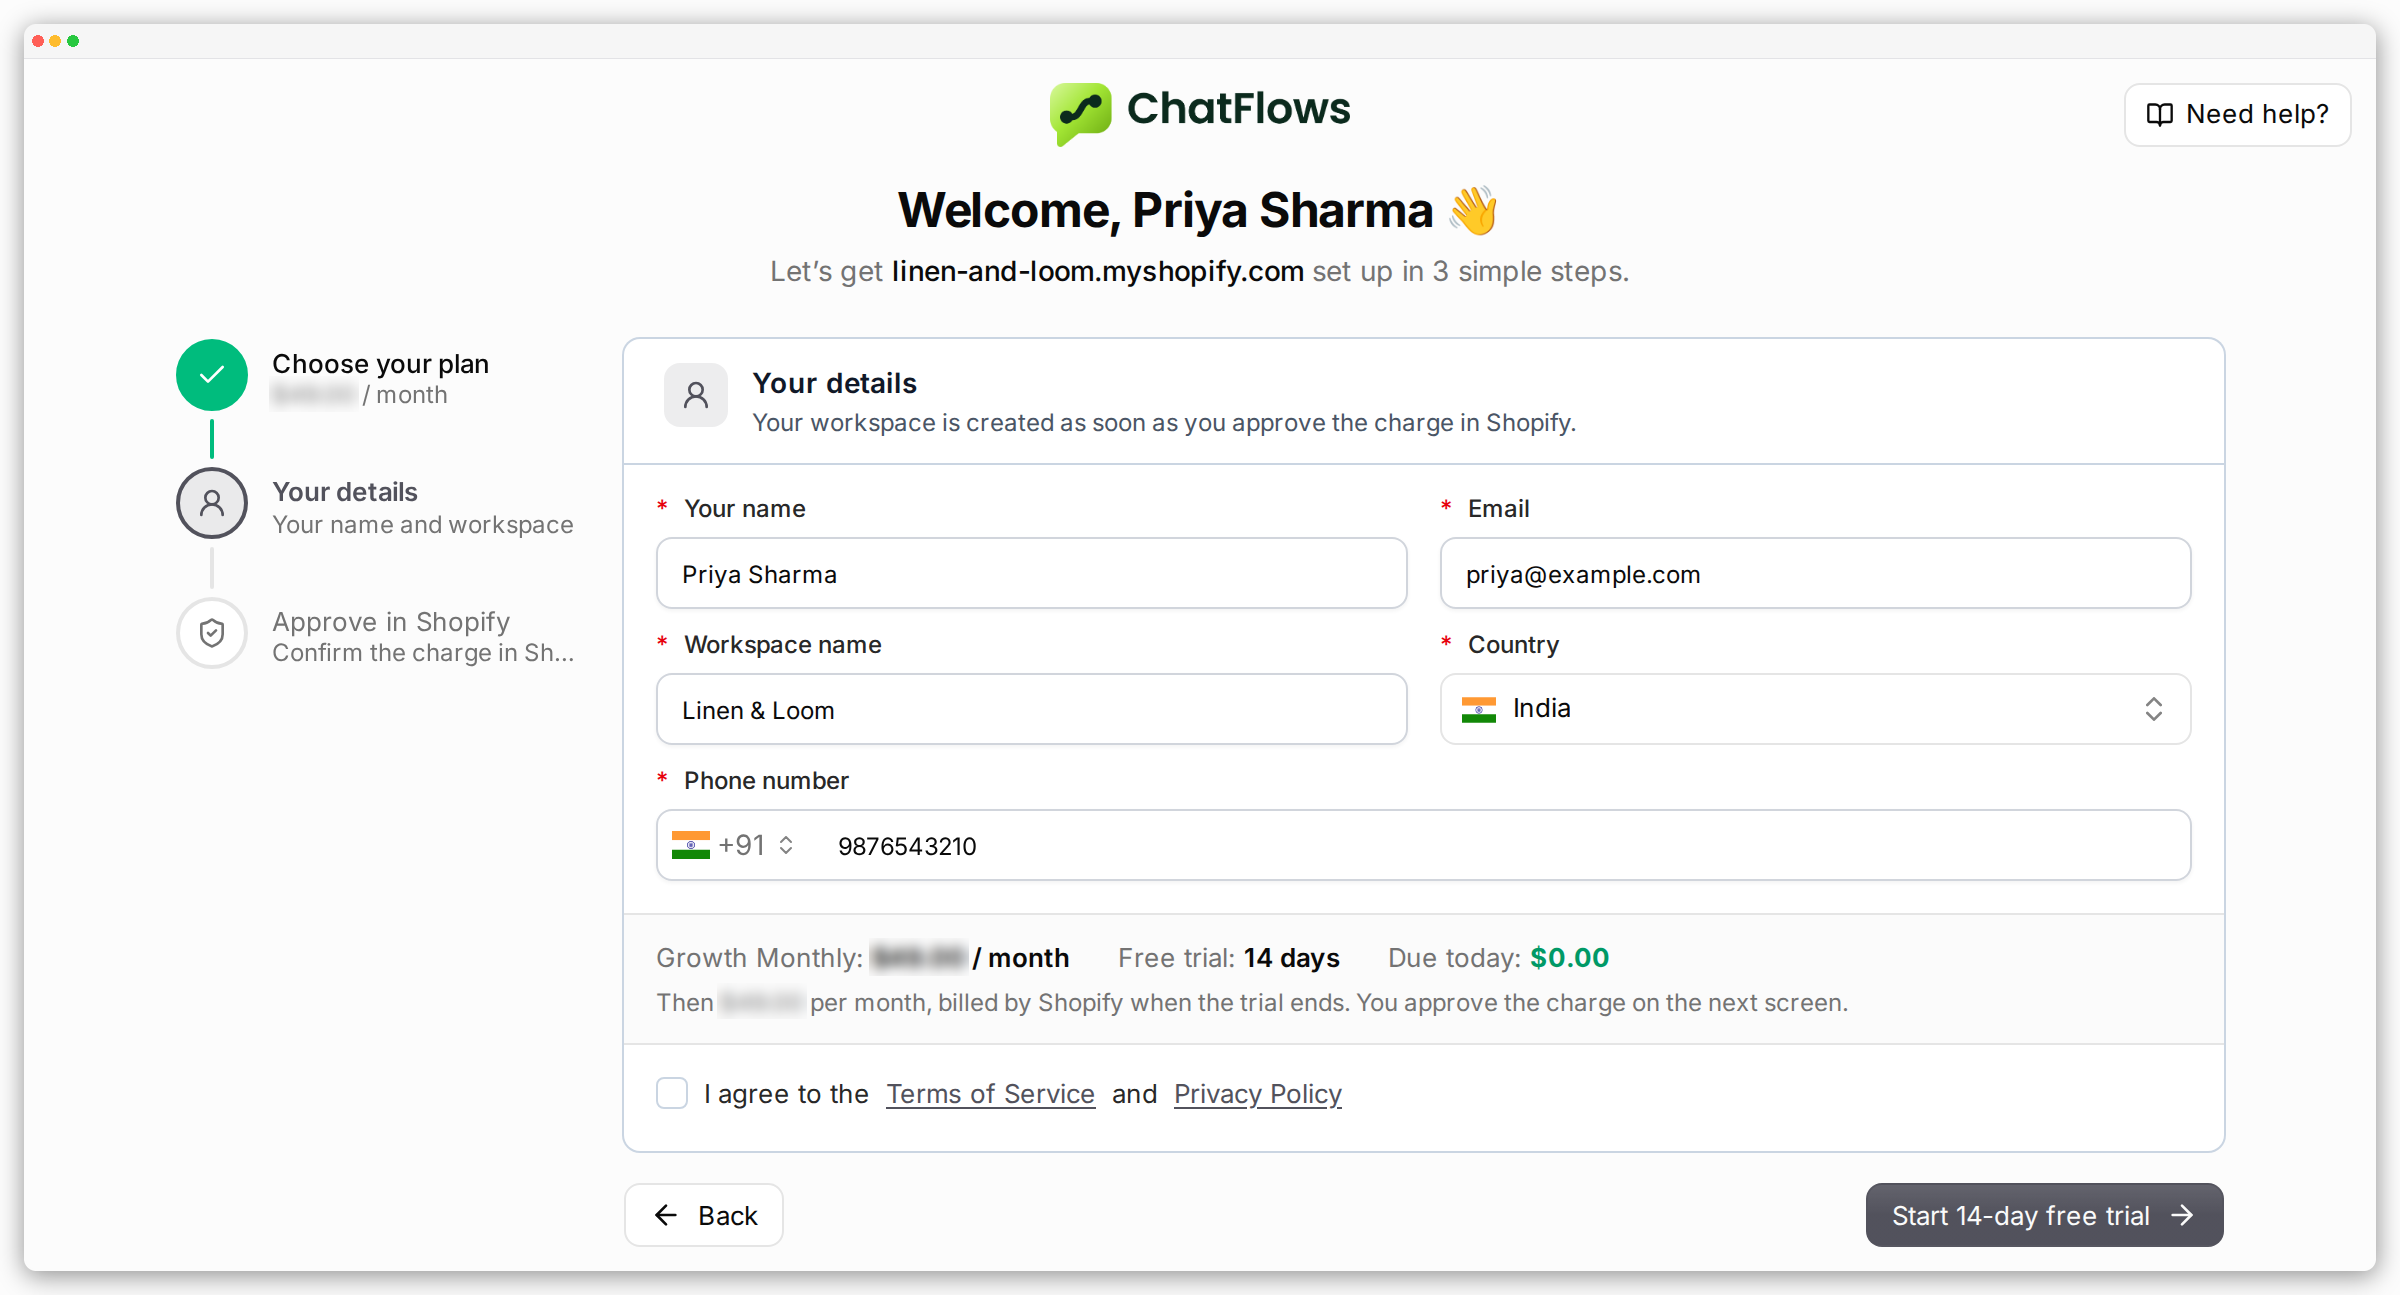 ChatFlows
Need help?
Welcome, Priya Sharma 👋
Let’s get linen-and-loom.myshopify.com set up in 3 simple steps.
Choose your plan
/ month
Your details
Your name and workspace
Approve in Shopify
Confirm the charge in Sh...
Your details
Your workspace is created as soon as you approve the charge in Shopify.
* Your name
Priya Sharma
* Email
priya@example.com
* Workspace name
Linen & Loom
* Country
India
* Phone number
+91 9876543210
Growth Monthly: / month Free trial: 14 days Due today: $0.00
Then per month, billed by Shopify when the trial ends. You approve the charge on the next screen.
I agree to the Terms of Service and Privacy Policy
Back
Start 14-day free trial